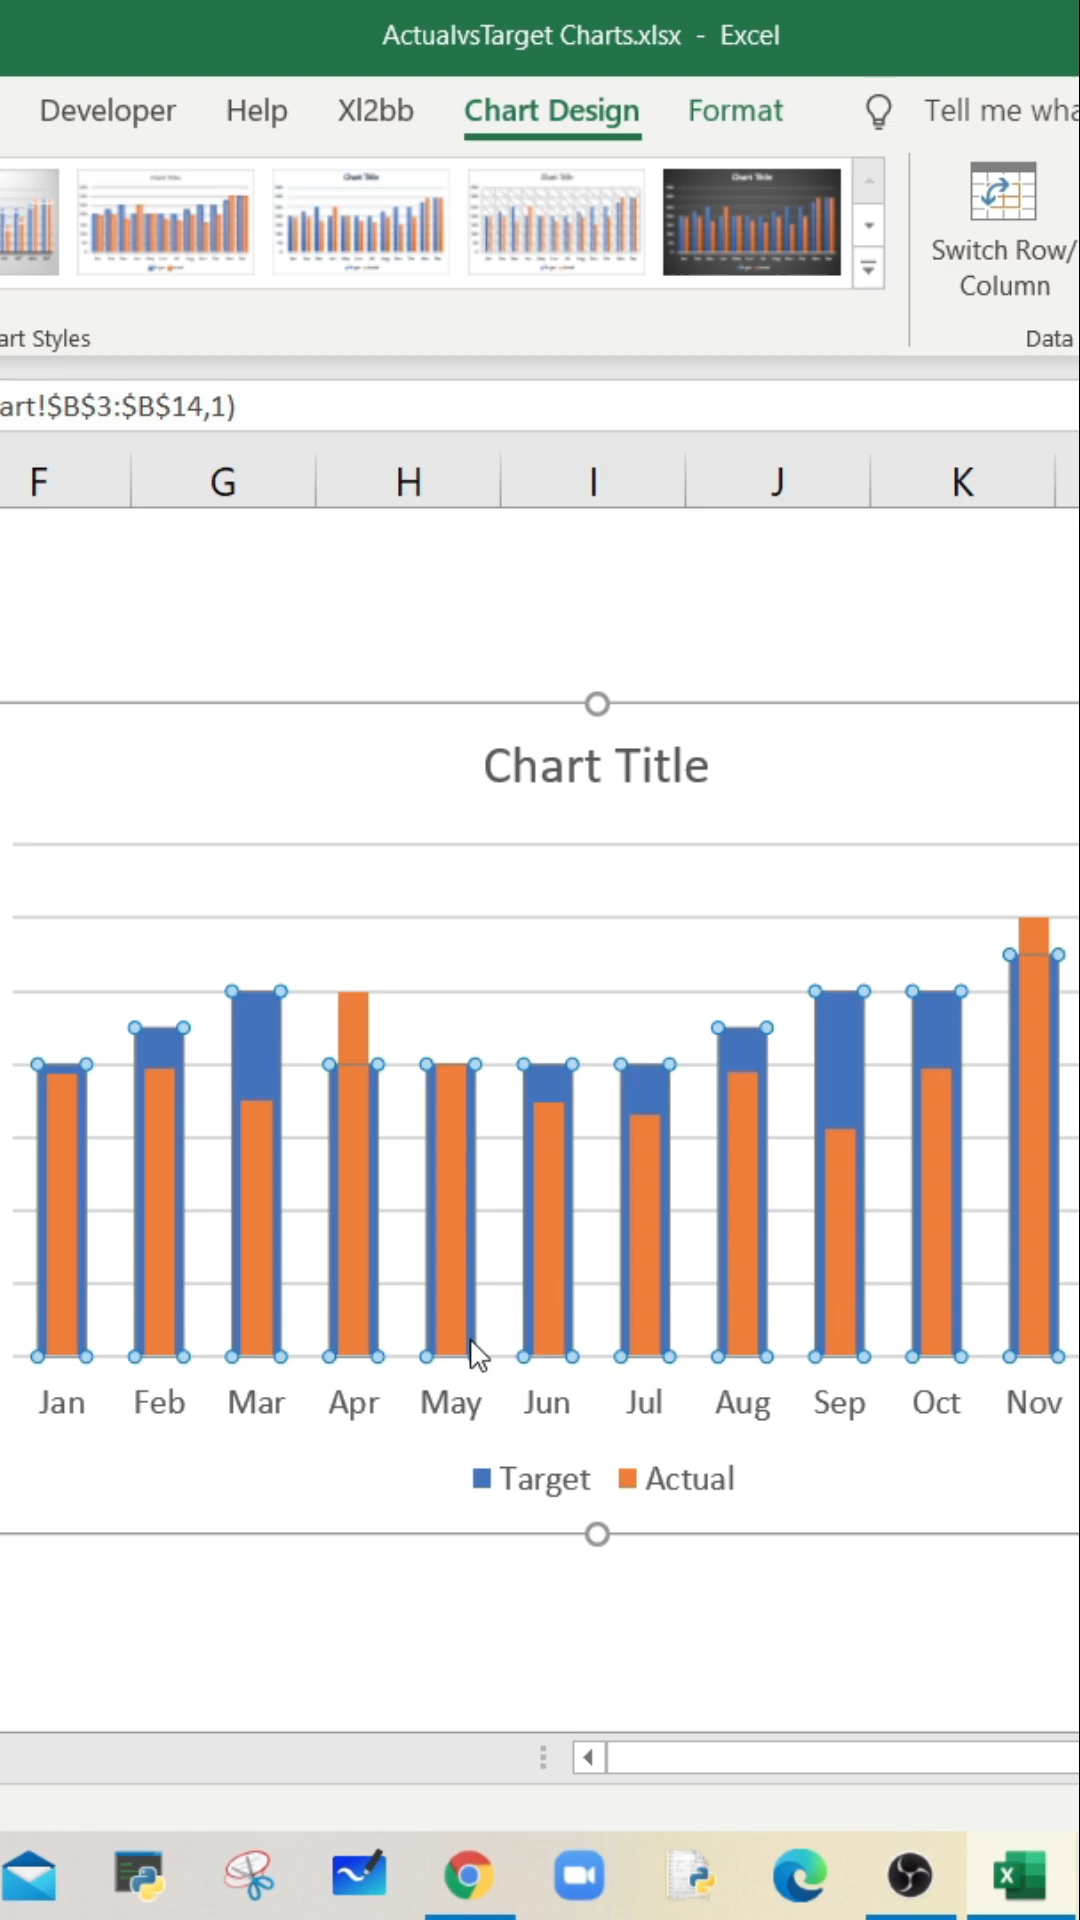 ActualvsTarget Charts.xlsx - Excel
Developer Help Xl2bb Chart Design Format Tell me wha
Switch Row/
Column
art Styles Data
art!$B$3:$B$14,1)
F G H I J K
Chart Title
Jan Feb Mar Apr May Jun Jul Aug Sep Oct Nov
Target Actual